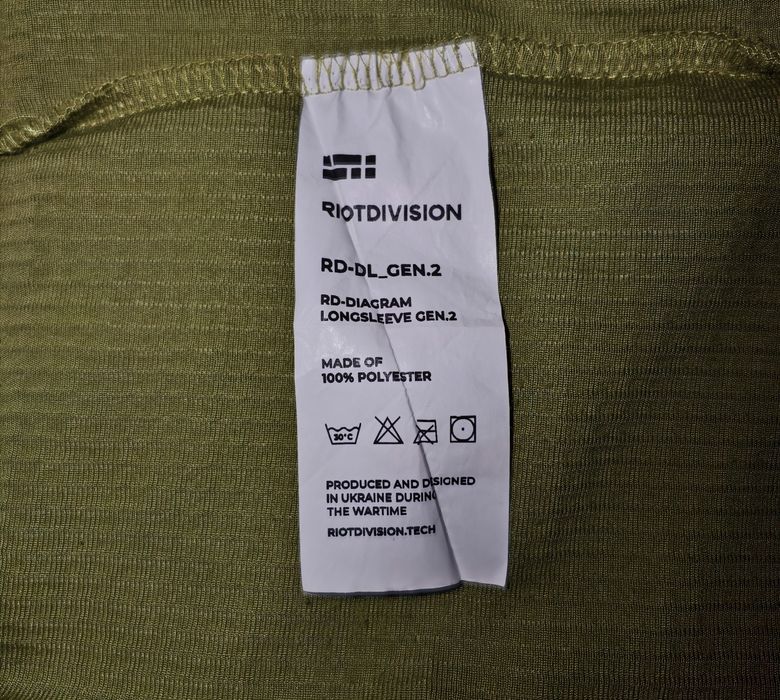 RIOTDIVISION
RD-DL_GEN.2
RD-DIAGRAM
LONGSLEEVE GEN.2
MADE OF
100% POLYESTER
30°C
PRODUCED AND DESIGNED
IN UKRAINE DURING
THE WARTIME
RIOTDIVISION.TECH